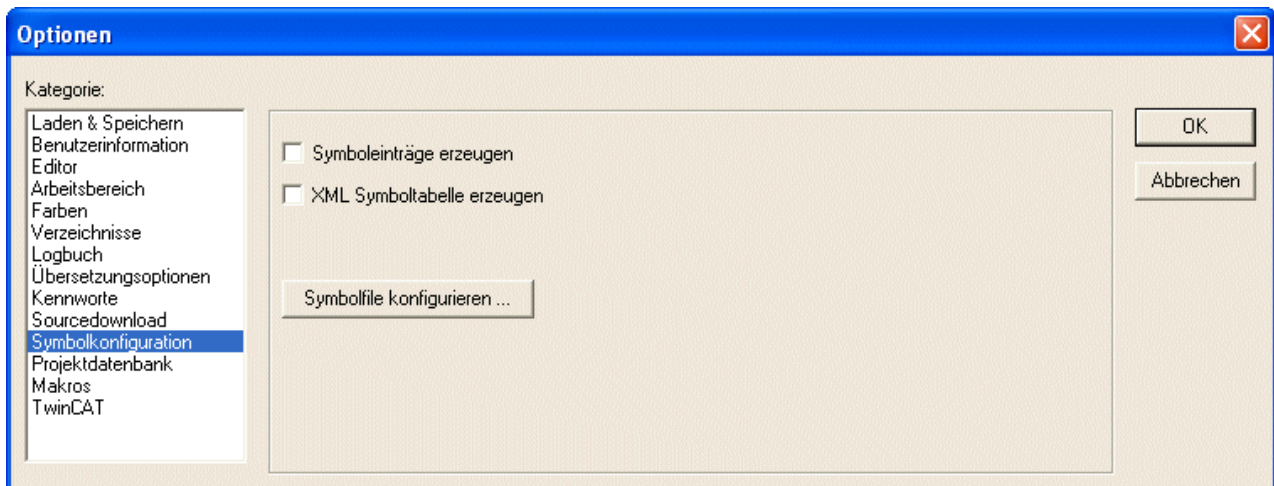 Optionen
Kategorie:
Laden & Speichern
Benutzerinformation
Editor
Arbeitsbereich
Farben
Verzeichnisse
Logbuch
Übersetzungsoptionen
Kennworte
Sourcedownload
Symbolkonfiguration
Projektdatenbank
Makros
TwinCAT
Symboleinträge erzeugen
XML Symboltabelle erzeugen
Symbolfile konfigurieren ...
OK
Abbrechen